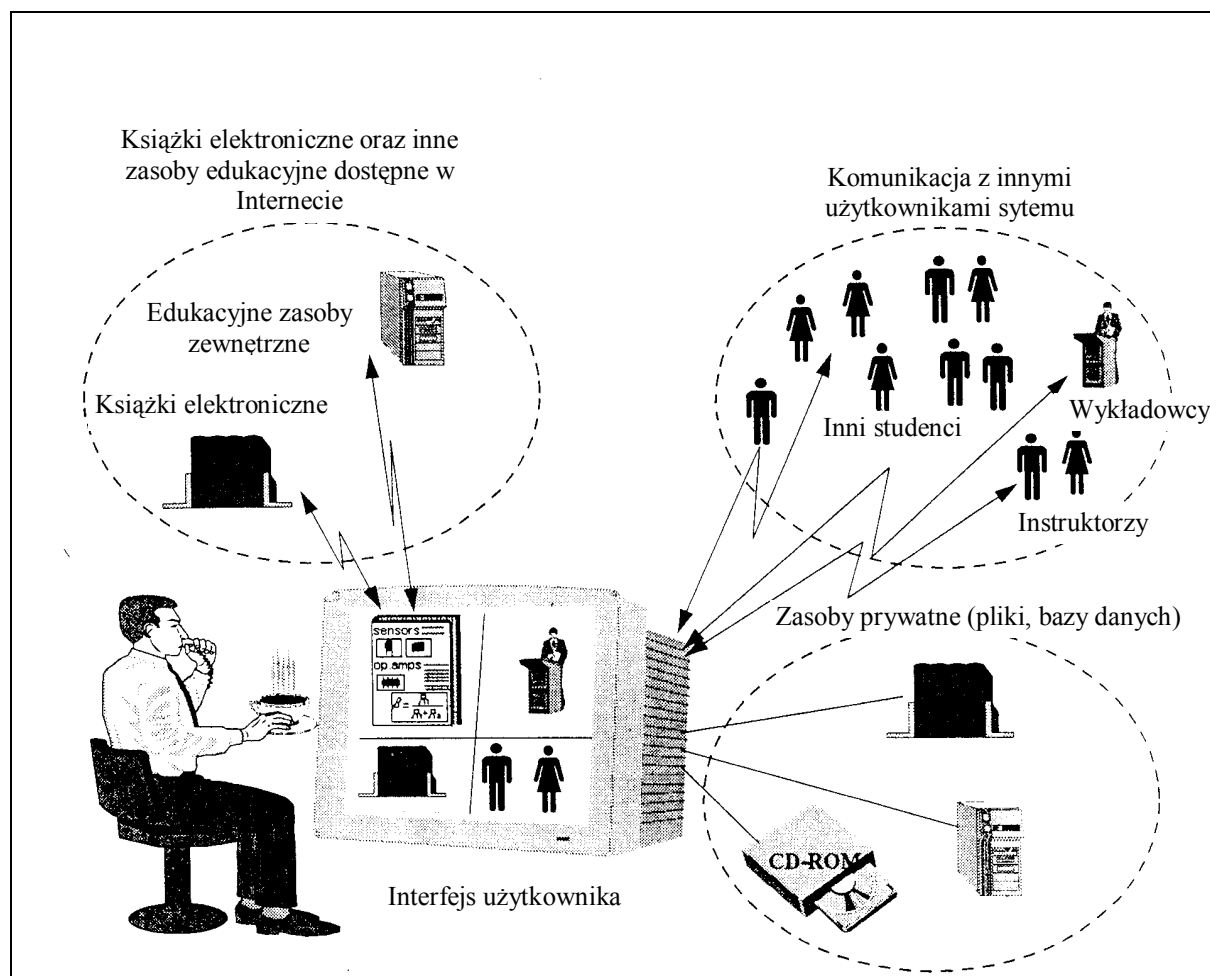 Książki elektroniczne oraz inne
zasoby edukacyjne dostępne w
Internecie
Komunikacja z innymi
użytkownikami sytemu
Edukacyjne zasoby
zewnętrzne
Książki elektroniczne
Inni studenci
Wykładowcy
Instruktorzy
Zasoby prywatne (pliki, bazy danych)
sensors
op.amps
CD-ROM
Interfejs użytkownika